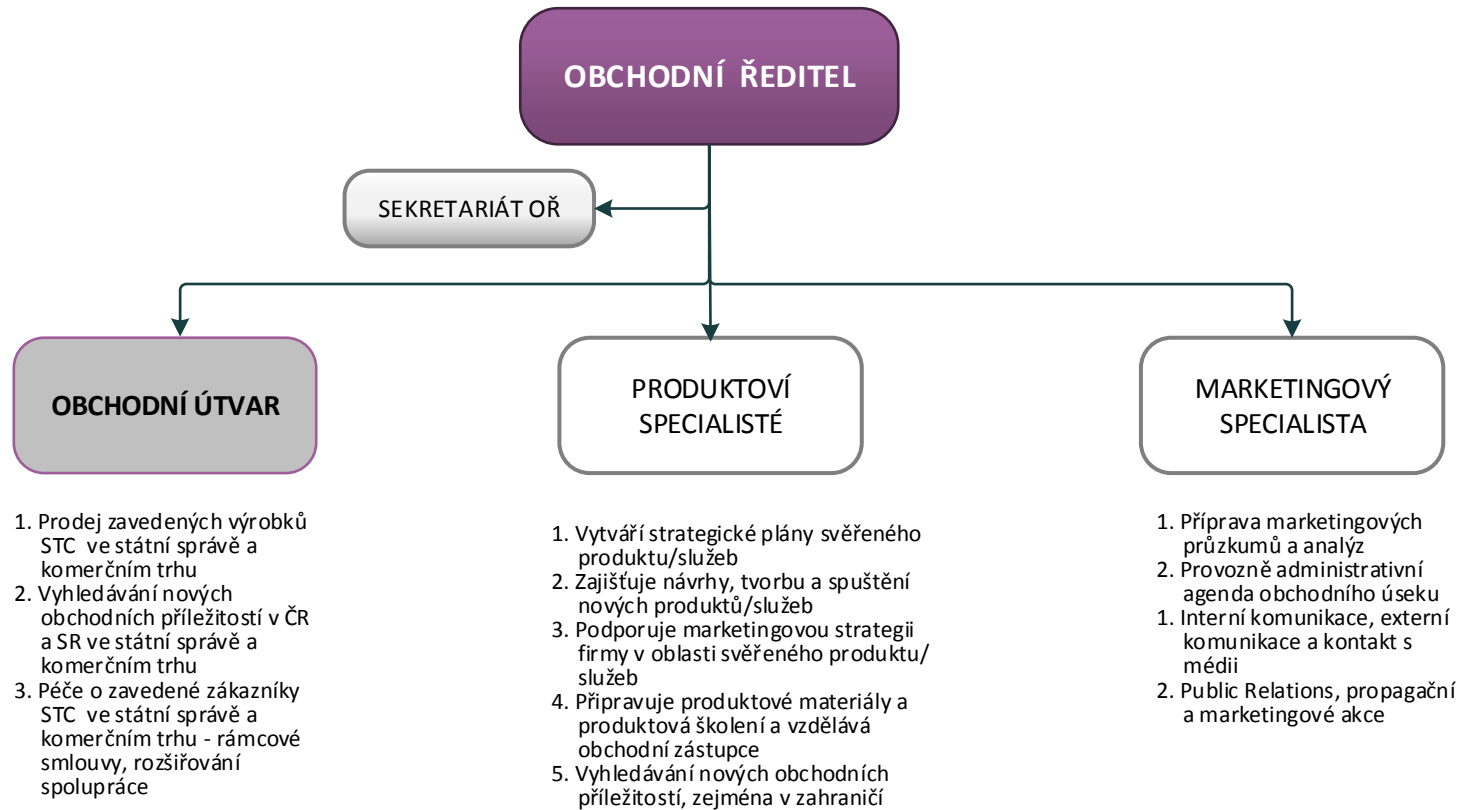 OBCHODNÍ  ŘEDITEL
SEKRETARIÁT OŘ
OBCHODNÍ ÚTVAR
1. Prodej zavedených výrobků
STC  ve státní správě a
komerčním trhu
2. Vyhledávání nových
obchodních příležitostí v ČR
a SR ve státní správě a
komerčním trhu
3. Péče o zavedené zákazníky
STC  ve státní správě a
komerčním trhu - rámcové
smlouvy, rozšiřování
spolupráce
PRODUKTOVÍ
SPECIALISTÉ
1. Vytváří strategické plány svěřeného
produktu/služeb
2. Zajišťuje návrhy, tvorbu a spuštění
nových produktů/služeb
3. Podporuje marketingovou strategii
firmy v oblasti svěřeného produktu/
služeb
4. Připravuje produktové materiály a
produktová školení a vzdělává
obchodní zástupce
5. Vyhledávání nových obchodních
příležitostí, zejména v zahraničí
MARKETINGOVÝ
SPECIALISTA
1. Příprava marketingových
průzkumů a analýz
2. Provozně administrativní
agenda obchodního úseku
1. Interní komunikace, externí
komunikace a kontakt s
médii
2. Public Relations, propagační
a marketingové akce